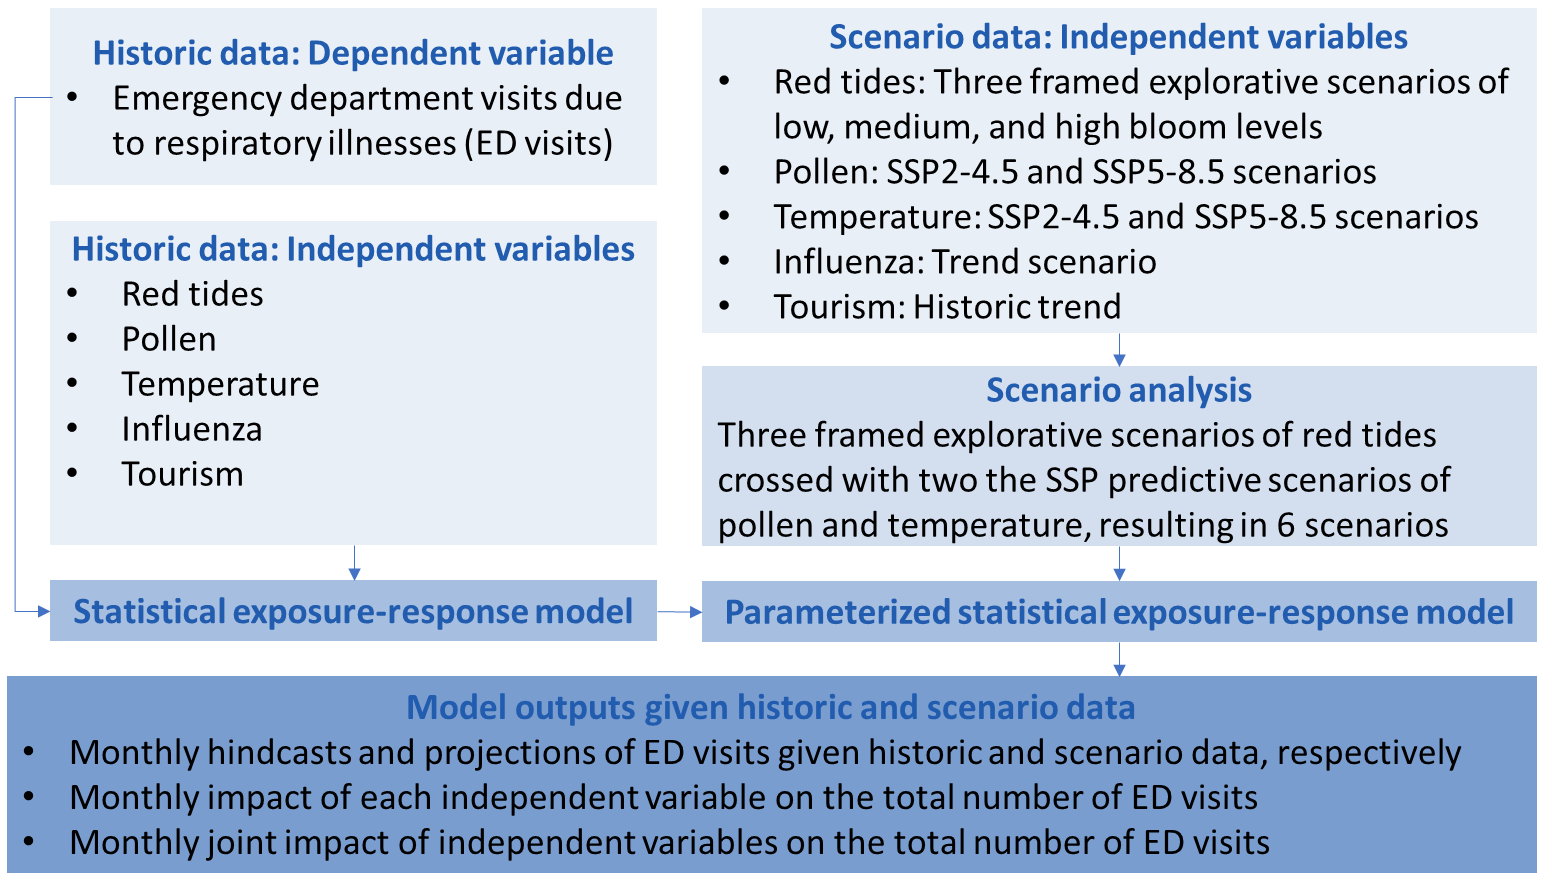 Historic data: Dependent variable
• Emergency department visits due
to respiratory illnesses (ED visits)
Historic data: Independent variables
• Red tides
• Pollen
• Temperature
• Influenza
• Tourism
Statistical exposure-response model
Scenario data: Independent variables
• Red tides: Three framed explorative scenarios of
low, medium, and high bloom levels
• Pollen: SSP2-4.5 and SSP5-8.5 scenarios
• Temperature: SSP2-4.5 and SSP5-8.5 scenarios
• Influenza: Trend scenario
• Tourism: Historic trend
Scenario analysis
Three framed explorative scenarios of red tides
crossed with two the SSP predictive scenarios of
pollen and temperature, resulting in 6 scenarios
Parameterized statistical exposure-response model
Model outputs given historic and scenario data
• Monthly hindcasts and projections of ED visits given historic and scenario data, respectively
• Monthly impact of each independent variable on the total number of ED visits
• Monthly joint impact of independent variables on the total number of ED visits